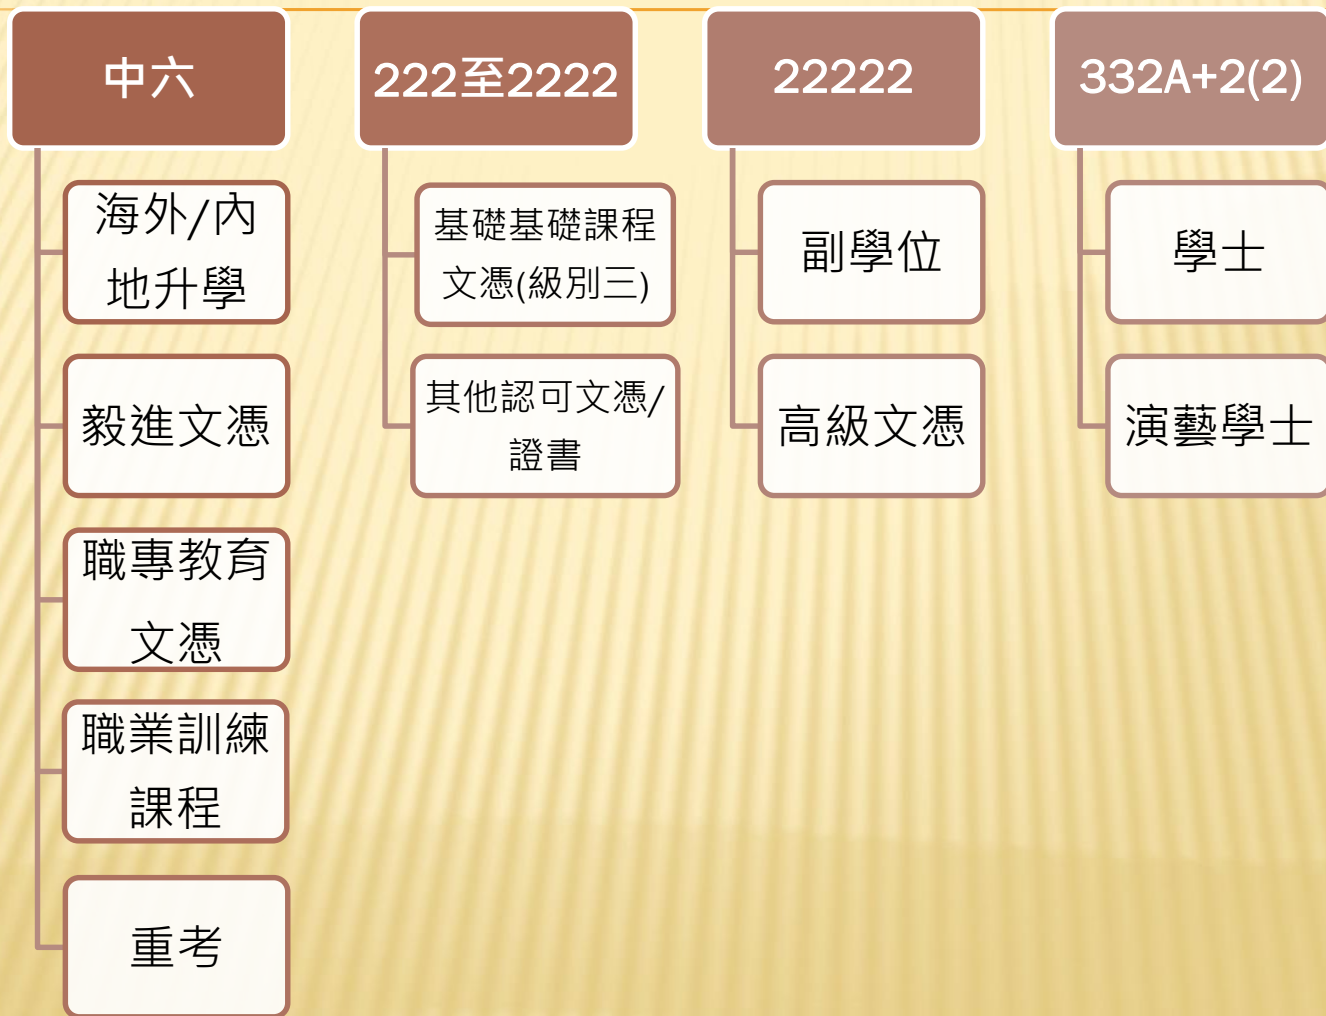 中六
海外/內
地升學
毅進文憑
職專教育
文憑
職業訓練
課程
重考
222至2222
基礎基礎課程
文憑(級別三)
其他認可文憑/
證書
22222
副學位
高級文憑
332A+2(2)
學士
演藝學士